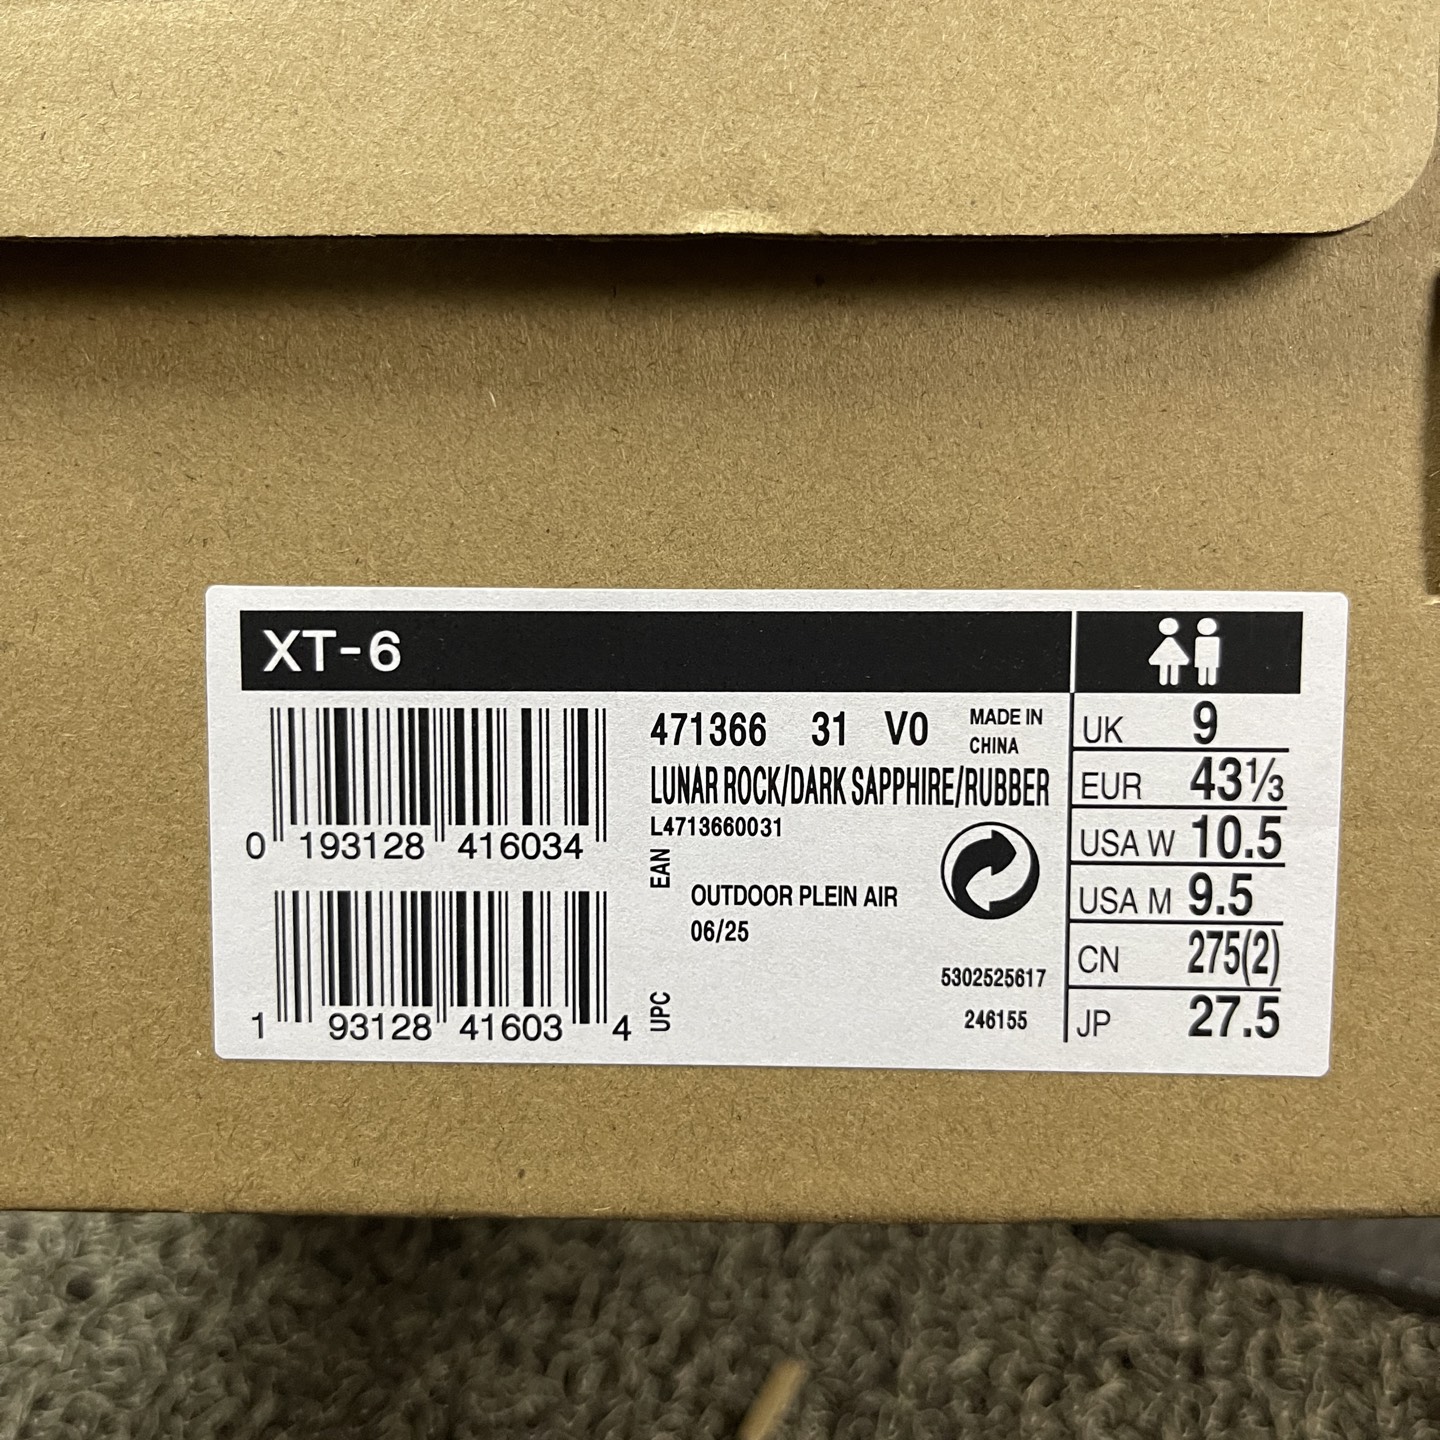 XT-6
0 193128 416034
1 93128 41603 4
471366 31 V0 MADE IN
CHINA
LUNAR ROCK/DARK SAPPHIRE/RUBBER
L4713660031
EAN
OUTDOOR PLEIN AIR
06/25
5302525617
246155
UPC
UK 9
EUR 43⅓
USA W 10.5
USA M 9.5
CN 275(2)
JP 27.5